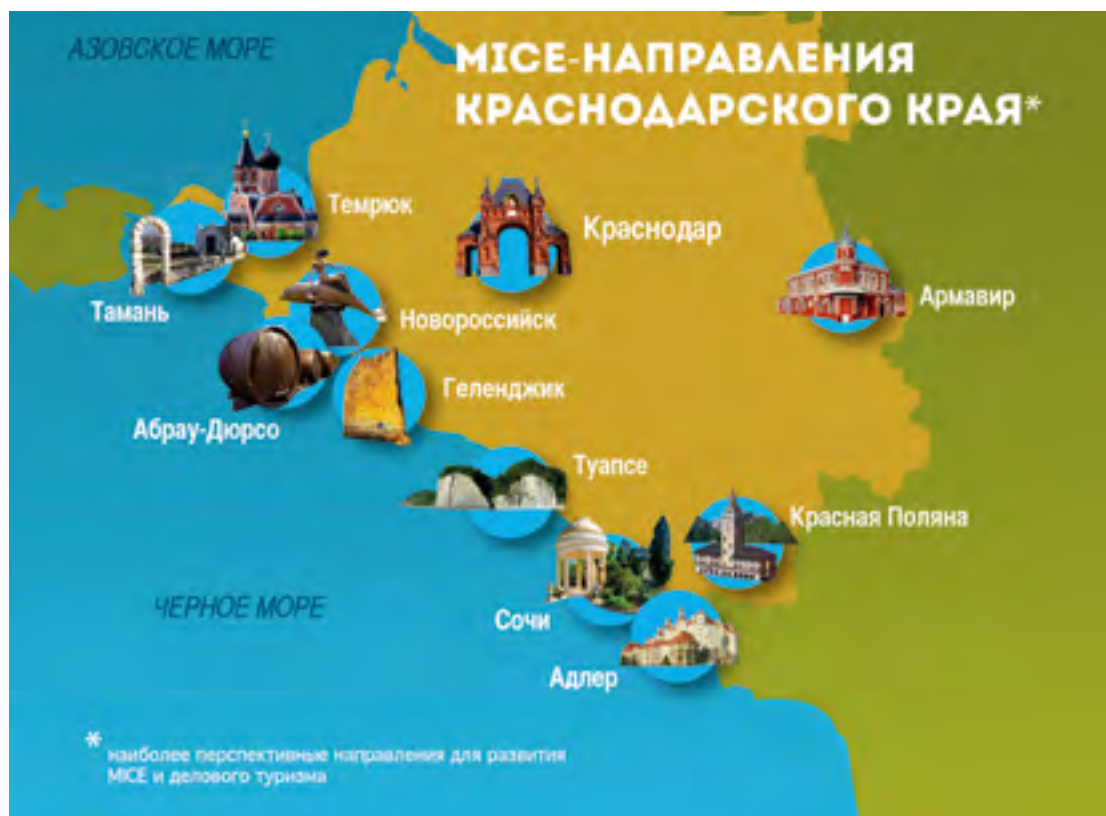 АЗОВСКОЕ МОРЕ
MICE-НАПРАВЛЕНИЯ
КРАСНОДАРСКОГО КРАЯ*
Темрюк
Краснодар
Тамань
Новороссийск
Армавир
Геленджик
Абрау-Дюрсо
Туапсе
Красная Поляна
ЧЕРНОЕ МОРЕ
Сочи
Адлер
* наиболее перспективные направления для развития
MICE и делового туризма